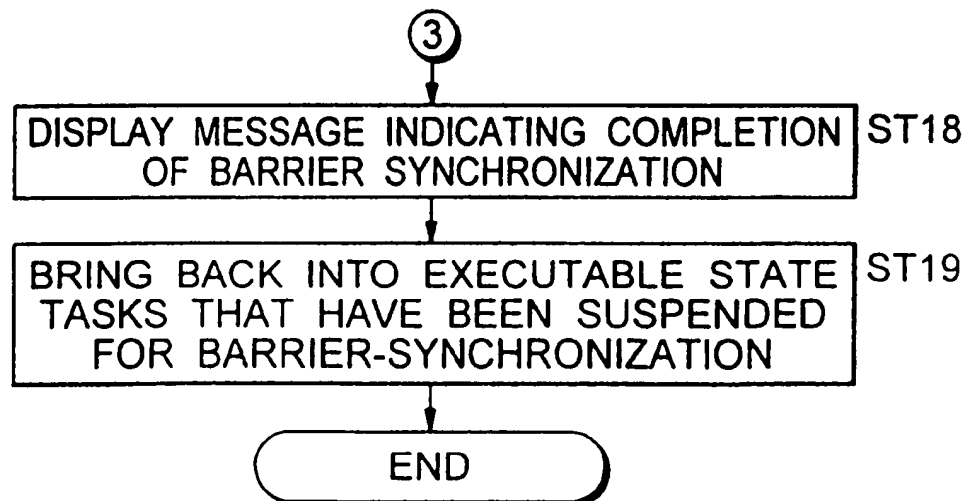 3
DISPLAY MESSAGE INDICATING COMPLETION
OF BARRIER SYNCHRONIZATION
ST18
BRING BACK INTO EXECUTABLE STATE
TASKS THAT HAVE BEEN SUSPENDED
FOR BARRIER-SYNCHRONIZATION
ST19
END